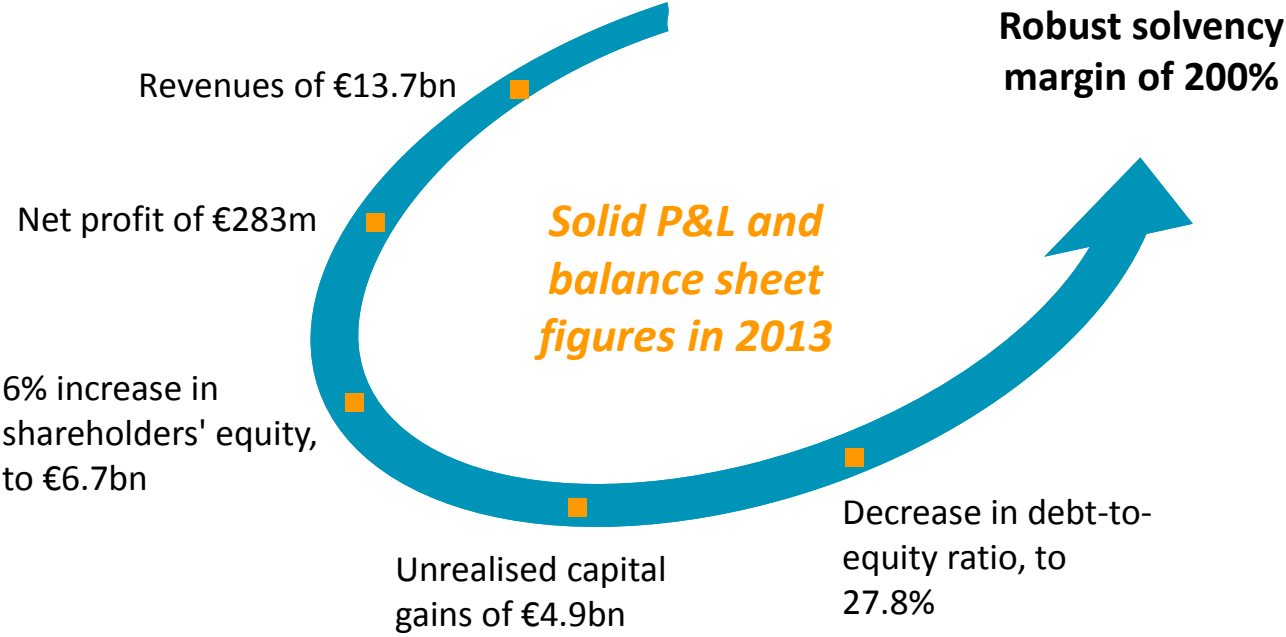 Robust solvency
margin of 200%
Revenues of €13.7bn
Net profit of €283m
Solid P&L and
balance sheet
figures in 2013
6% increase in
shareholders' equity,
to €6.7bn
Unrealised capital
gains of €4.9bn
Decrease in debt-to-
equity ratio, to
27.8%